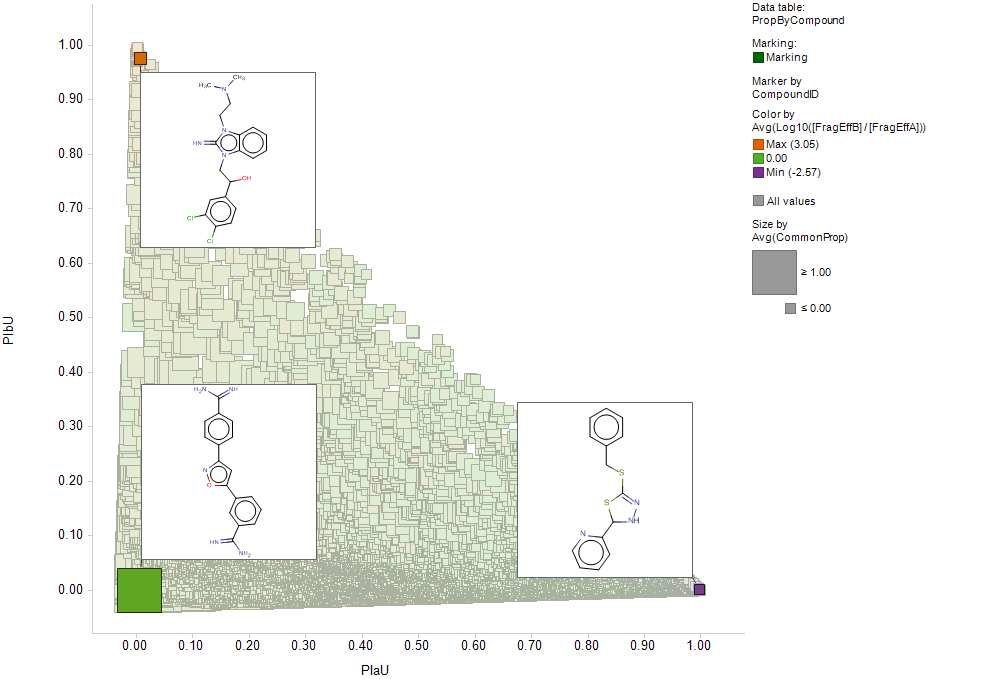 1.00
0.90
0.80
0.70
0.60
0.50
0.40
0.30
0.20
0.10
0.00
PIbU
H₃C
CH₃
N
N
HN
N
OH
Cl
Cl
H₂N
NH
N
O
HN
NH₂
S
S
N
NH
N
0.00 0.10 0.20 0.30 0.40 0.50 0.60 0.70 0.80 0.90 1.00
PIaU
Data table:
PropByCompound
Marking:
Marking
Marker by
CompoundID
Color by
Avg(Log10([FragEffB]/[FragEffA]))
Max (3.05)
0.00
Min (-2.57)
All values
Size by
Avg(CommonProp)
≥ 1.00
≤ 0.00